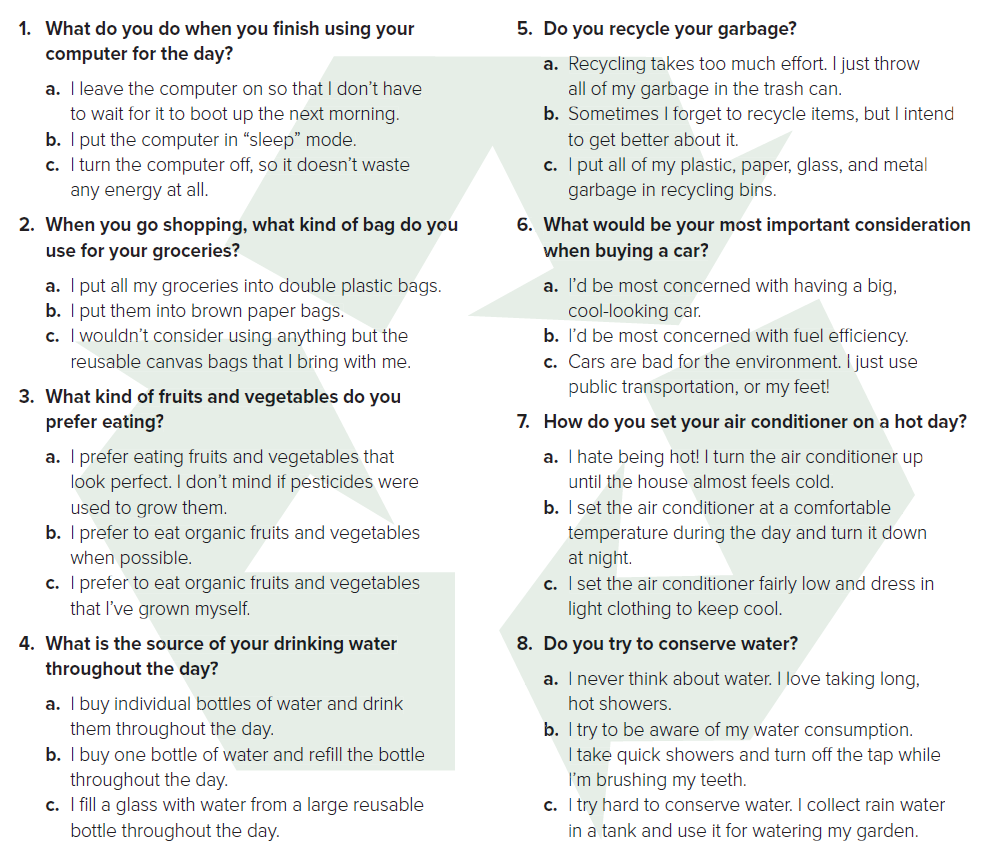 1. What do you do when you finish using your
computer for the day?
a. I leave the computer on so that I don't have
to wait for it to boot up the next morning.
b. I put the computer in “sleep” mode.
c. I turn the computer off, so it doesn't waste
any energy at all.
2. When you go shopping, what kind of bag do you
use for your groceries?
a. I put all my groceries into double plastic bags.
b. I put them into brown paper bags.
c. I wouldn't consider using anything but the
reusable canvas bags that I bring with me.
3. What kind of fruits and vegetables do you
prefer eating?
a. I prefer eating fruits and vegetables that
look perfect. I don't mind if pesticides were
used to grow them.
b. I prefer to eat organic fruits and vegetables
when possible.
c. I prefer to eat organic fruits and vegetables
that I've grown myself.
4. What is the source of your drinking water
throughout the day?
a. I buy individual bottles of water and drink
them throughout the day.
b. I buy one bottle of water and refill the bottle
throughout the day.
c. I fill a glass with water from a large reusable
bottle throughout the day.
5. Do you recycle your garbage?
a. Recycling takes too much effort. I just throw
all of my garbage in the trash can.
b. Sometimes I forget to recycle items, but I intend
to get better about it.
c. I put all of my plastic, paper, glass, and metal
garbage in recycling bins.
6. What would be your most important consideration
when buying a car?
a. I'd be most concerned with having a big,
cool-looking car.
b. I'd be most concerned with fuel efficiency.
c. Cars are bad for the environment. I just use
public transportation, or my feet!
7. How do you set your air conditioner on a hot day?
a. I hate being hot! I turn the air conditioner up
until the house almost feels cold.
b. I set the air conditioner at a comfortable
temperature during the day and turn it down
at night.
c. I set the air conditioner fairly low and dress in
light clothing to keep cool.
8. Do you try to conserve water?
a. I never think about water. I love taking long,
hot showers.
b. I try to be aware of my water consumption.
I take quick showers and turn off the tap while
I'm brushing my teeth.
c. I try hard to conserve water. I collect rain water
in a tank and use it for watering my garden.